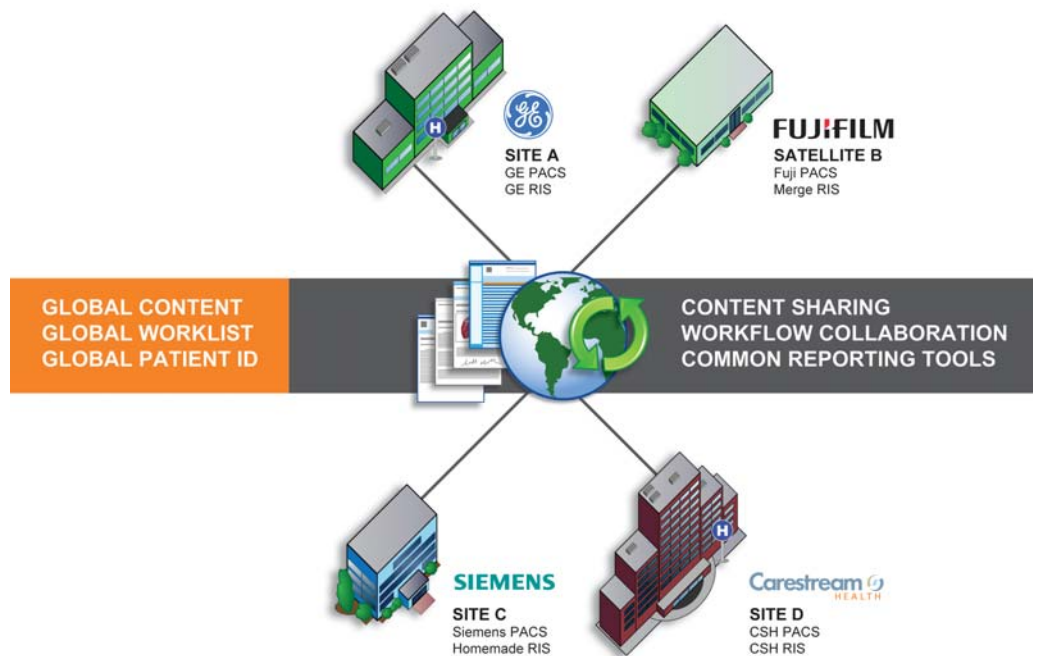 GE
H
SITE A
GE PACS
GE RIS
FUJIFILM
SATELLITE B
Fuji PACS
Merge RIS
GLOBAL CONTENT
GLOBAL WORKLIST
GLOBAL PATIENT ID
CONTENT SHARING
WORKFLOW COLLABORATION
COMMON REPORTING TOOLS
SIEMENS
SITE C
Siemens PACS
Homemade RIS
H
Carestream
HEALTH
SITE D
CSH PACS
CSH RIS